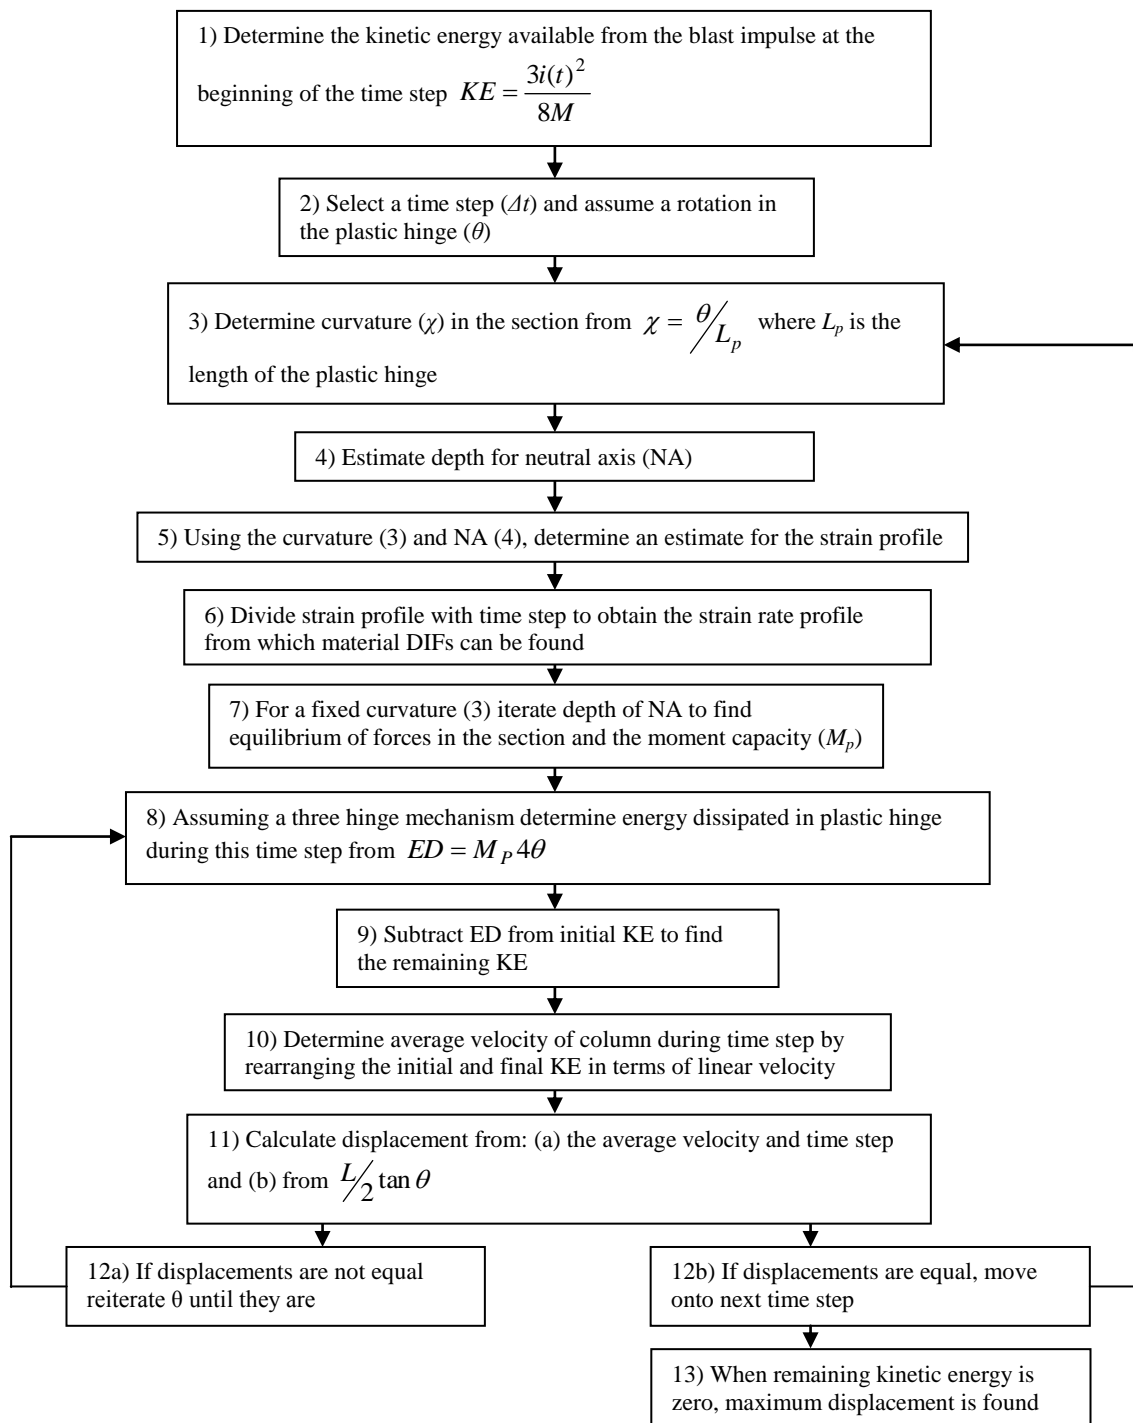 1) Determine the kinetic energy available from the blast impulse at the
beginning of the time step KE = 3i(t)² / 8M
2) Select a time step (Δt) and assume a rotation in
the plastic hinge (θ)
3) Determine curvature (χ) in the section from χ = θ/L_p where L_p is the
length of the plastic hinge
4) Estimate depth for neutral axis (NA)
5) Using the curvature (3) and NA (4), determine an estimate for the strain profile
6) Divide strain profile with time step to obtain the strain rate profile
from which material DIFs can be found
7) For a fixed curvature (3) iterate depth of NA to find
equilibrium of forces in the section and the moment capacity (M_p)
8) Assuming a three hinge mechanism determine energy dissipated in plastic hinge
during this time step from ED = M_P 4θ
9) Subtract ED from initial KE to find
the remaining KE
10) Determine average velocity of column during time step by
rearranging the initial and final KE in terms of linear velocity
11) Calculate displacement from: (a) the average velocity and time step
and (b) from L/2 tan θ
12a) If displacements are not equal
reiterate θ until they are
12b) If displacements are equal, move
onto next time step
13) When remaining kinetic energy is
zero, maximum displacement is found